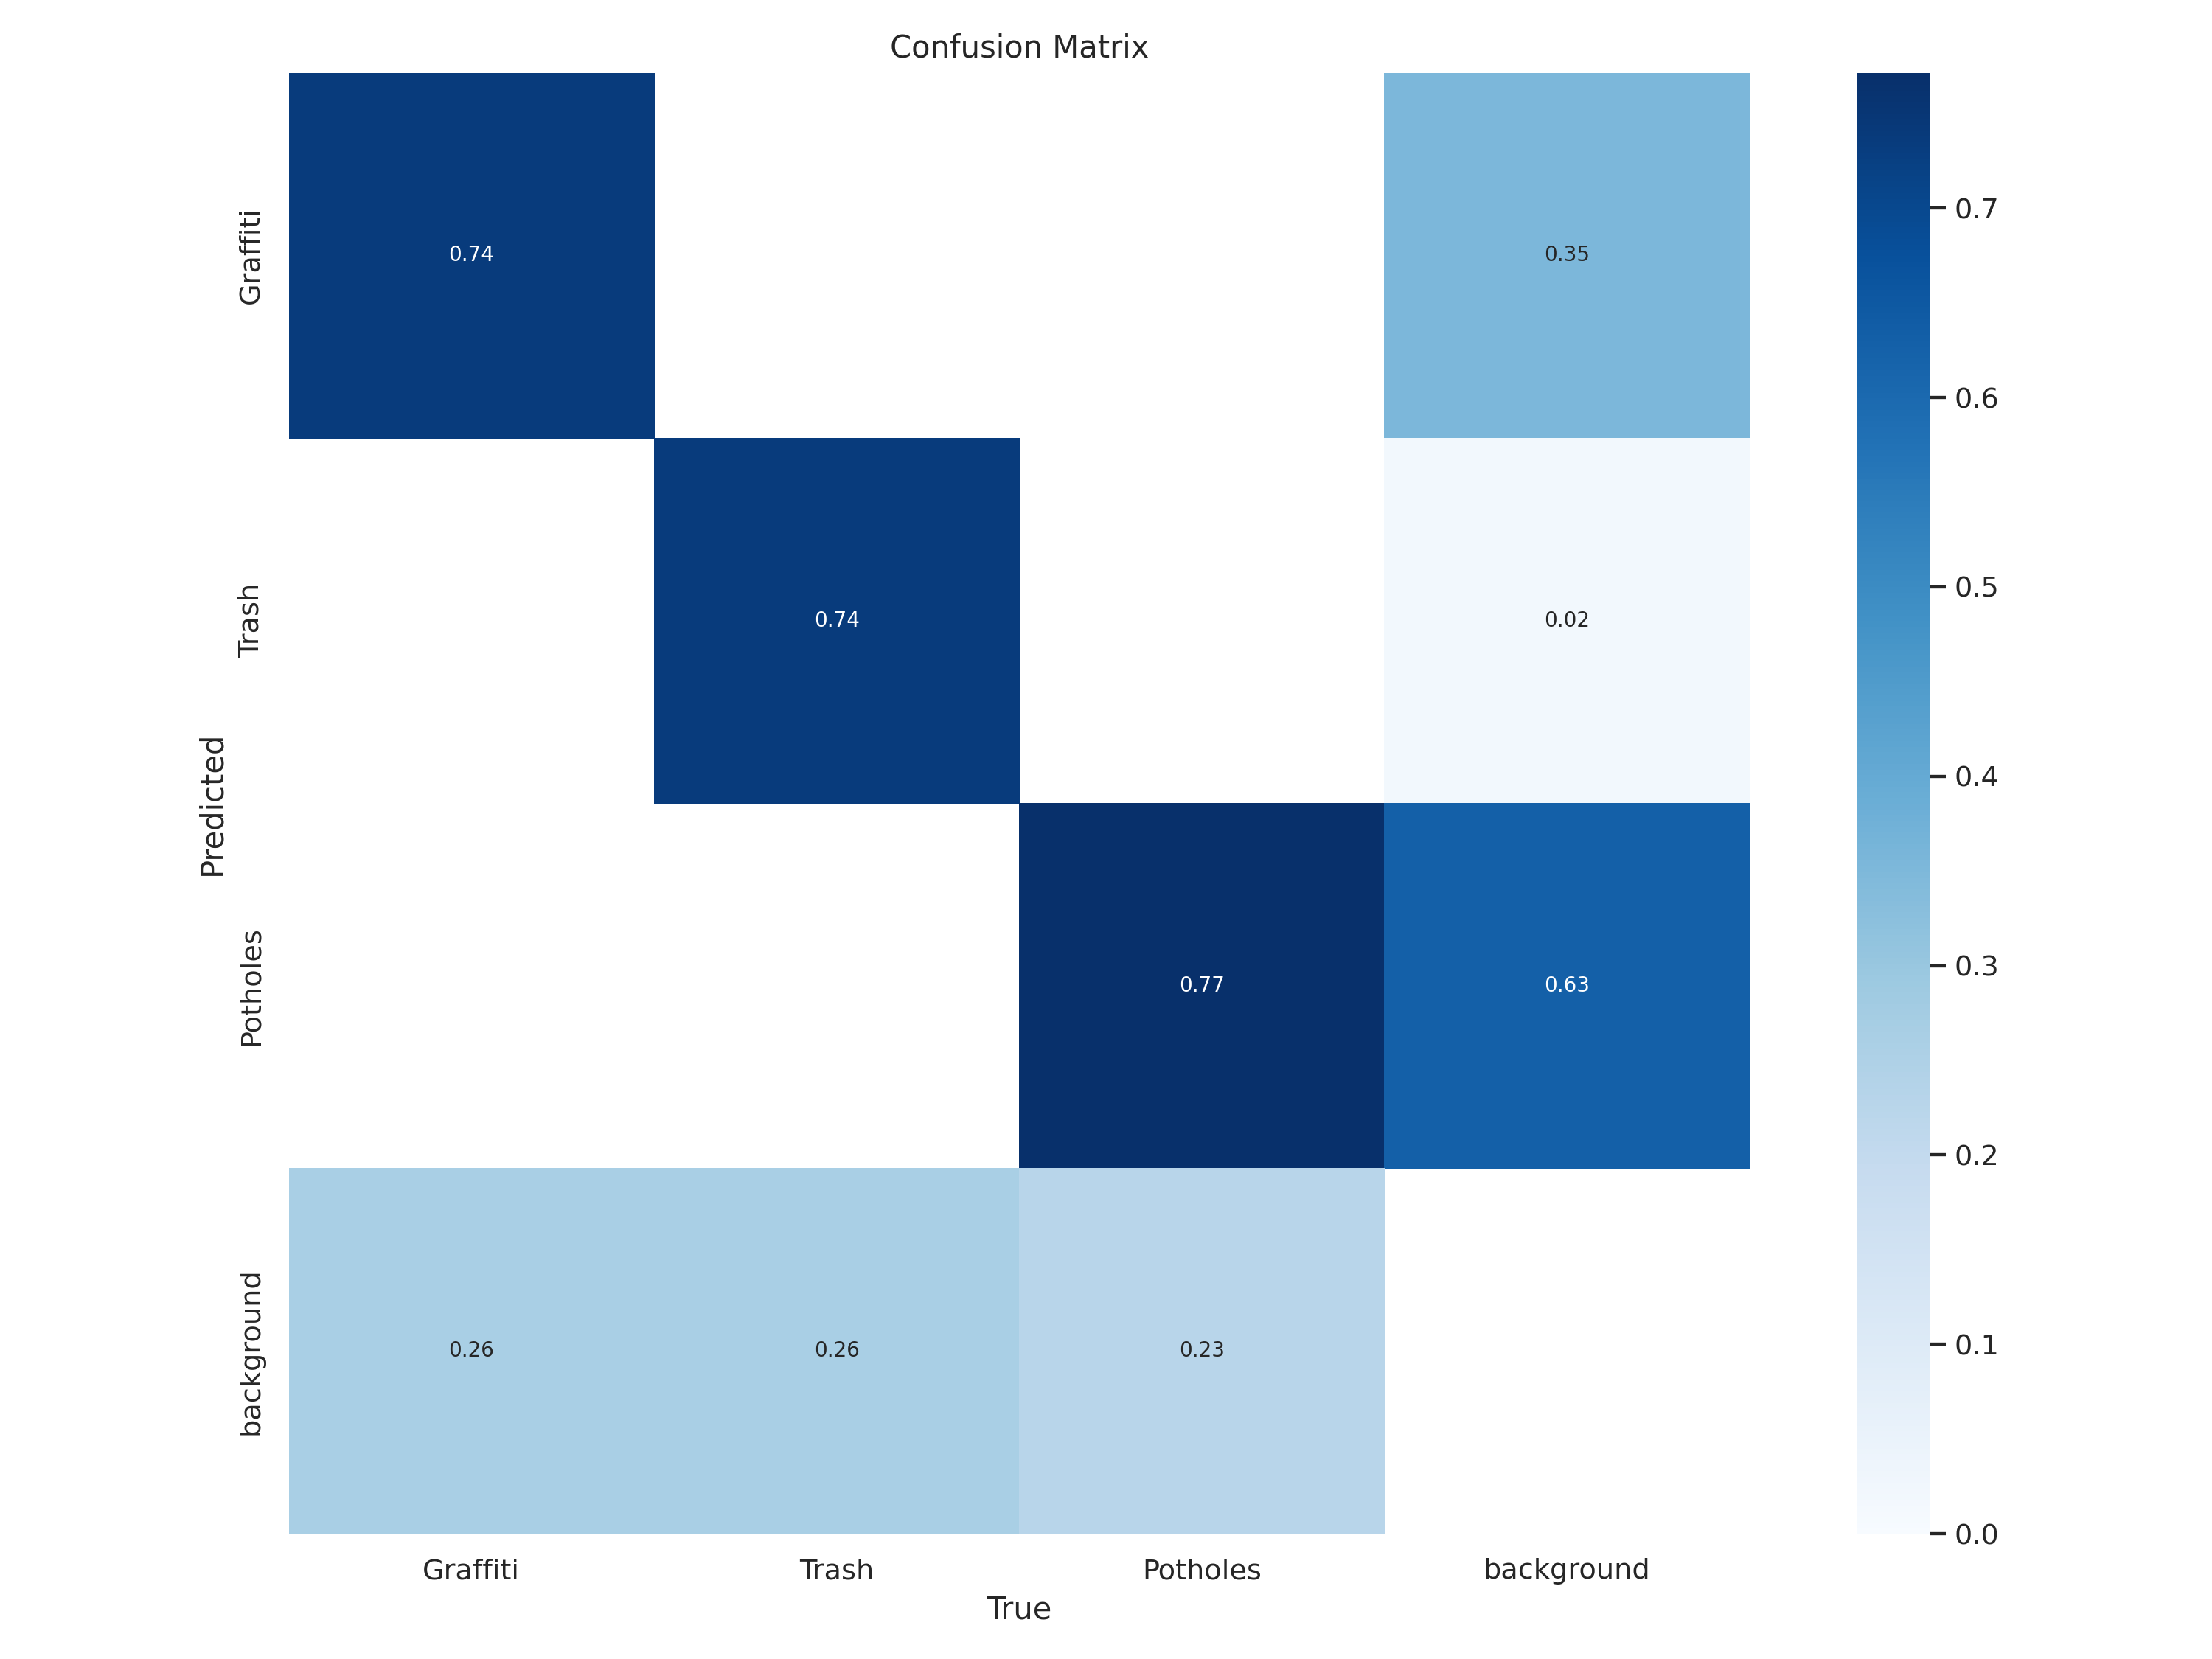 Confusion Matrix
Graffiti
0.74
0.35
Trash
0.74
0.02
Potholes
0.77
0.63
background
0.26
0.26
0.23
Predicted
Graffiti
Trash
Potholes
background
True
0.7
0.6
0.5
0.4
0.3
0.2
0.1
0.0